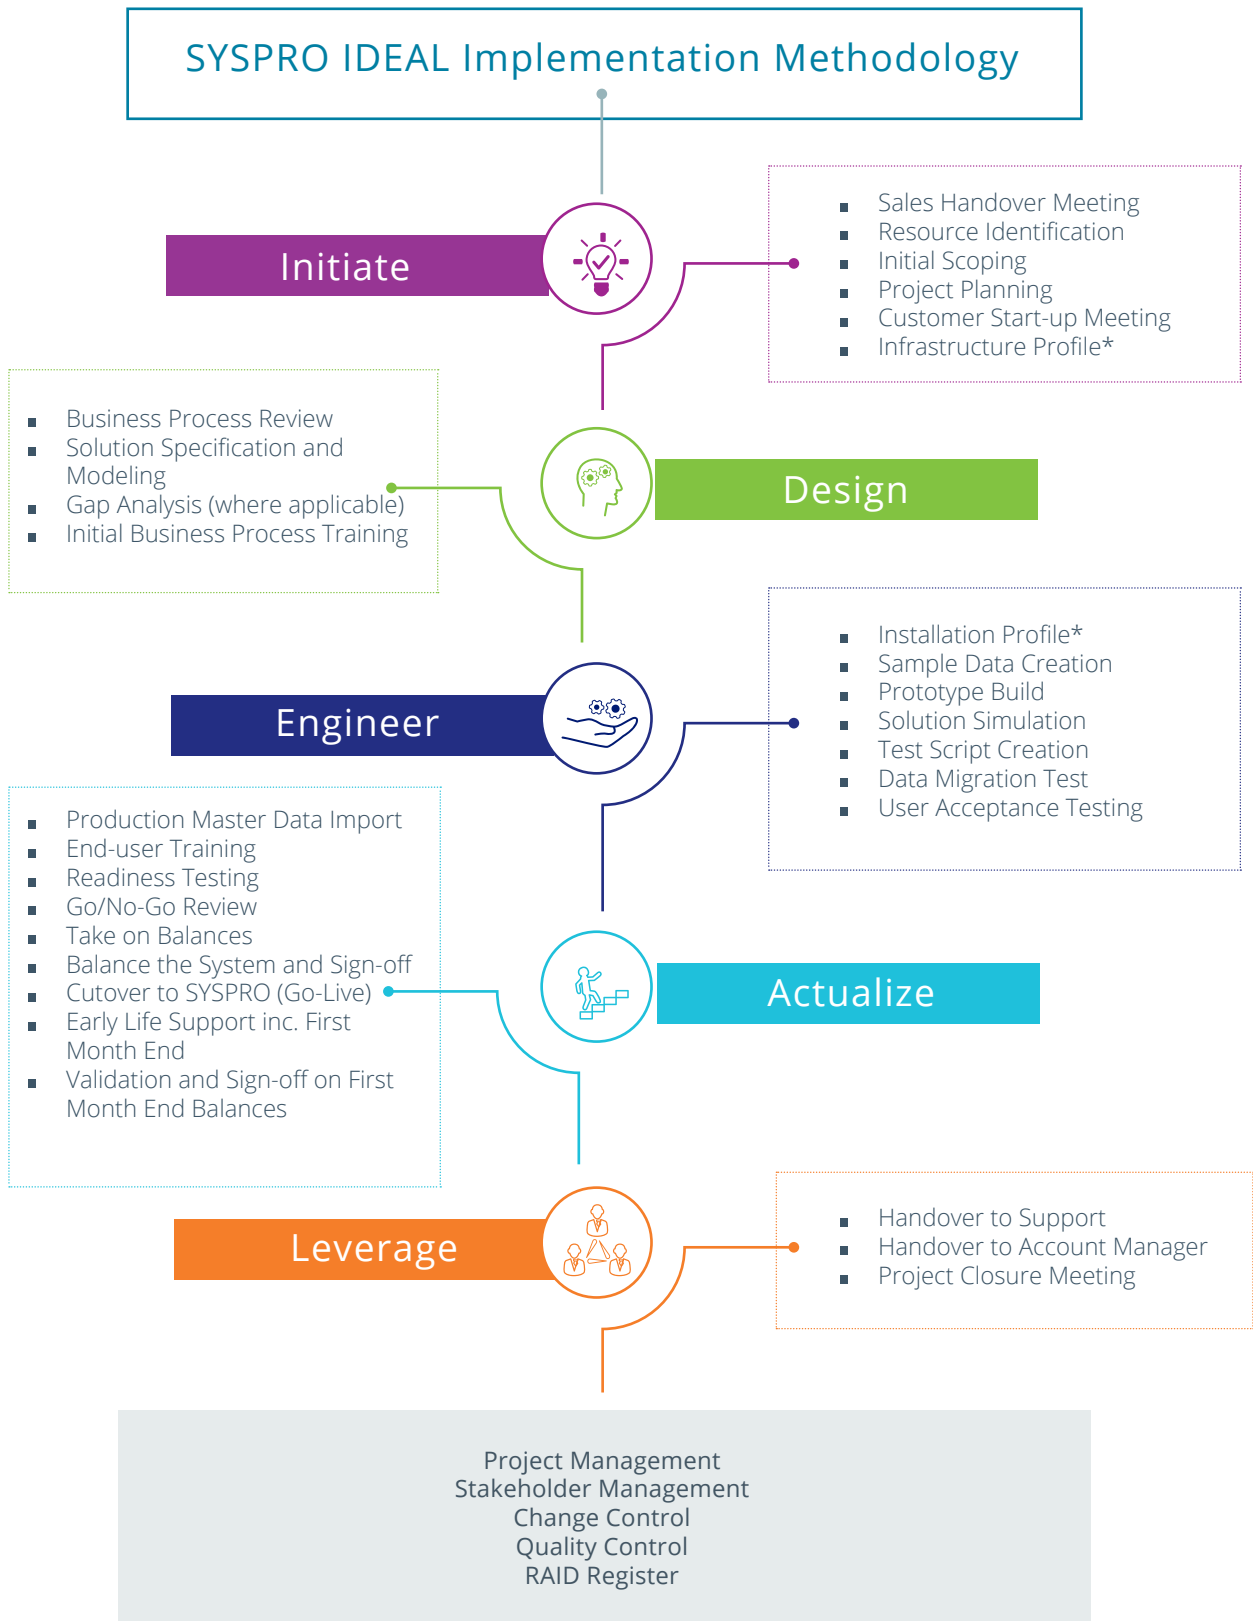 SYSPRO IDEAL Implementation Methodology
Initiate
Sales Handover Meeting
Resource Identification
Initial Scoping
Project Planning
Customer Start-up Meeting
Infrastructure Profile*
Design
Business Process Review
Solution Specification and
Modeling
Gap Analysis (where applicable)
Initial Business Process Training
Engineer
Installation Profile*
Sample Data Creation
Prototype Build
Solution Simulation
Test Script Creation
Data Migration Test
User Acceptance Testing
Actualize
Production Master Data Import
End-user Training
Readiness Testing
Go/No-Go Review
Take on Balances
Balance the System and Sign-off
Cutover to SYSPRO (Go-Live)
Early Life Support inc. First
Month End
Validation and Sign-off on First
Month End Balances
Leverage
Handover to Support
Handover to Account Manager
Project Closure Meeting
Project Management
Stakeholder Management
Change Control
Quality Control
RAID Register